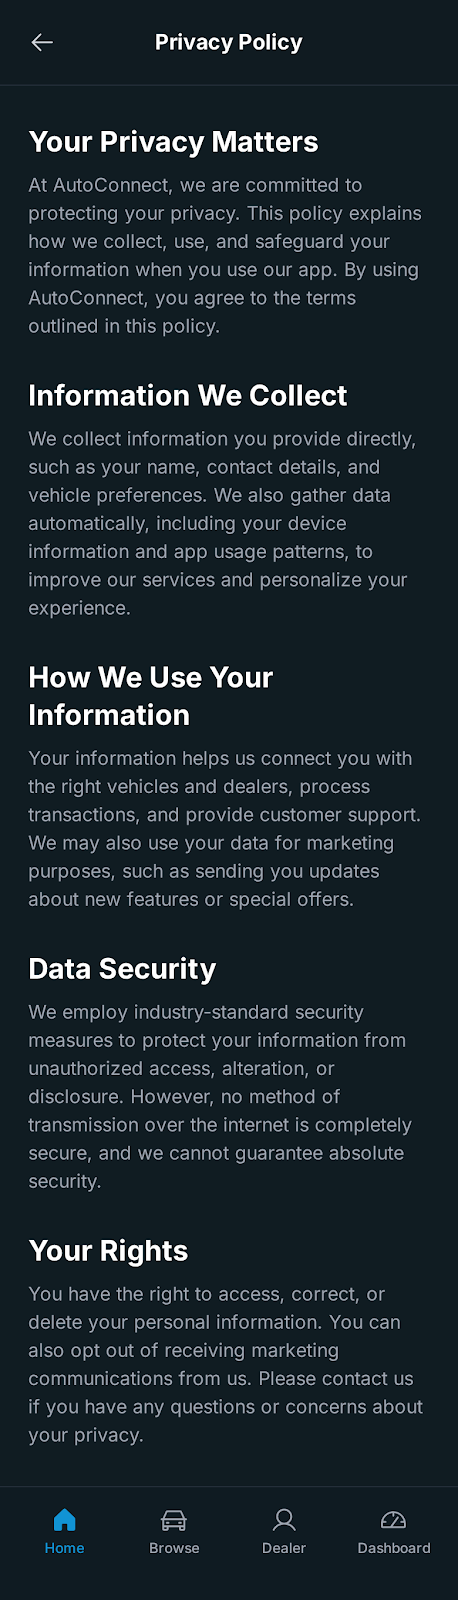 Privacy Policy
Your Privacy Matters
At AutoConnect, we are committed to
protecting your privacy. This policy explains
how we collect, use, and safeguard your
information when you use our app. By using
AutoConnect, you agree to the terms
outlined in this policy.
Information We Collect
We collect information you provide directly,
such as your name, contact details, and
vehicle preferences. We also gather data
automatically, including your device
information and app usage patterns, to
improve our services and personalize your
experience.
How We Use Your
Information
Your information helps us connect you with
the right vehicles and dealers, process
transactions, and provide customer support.
We may also use your data for marketing
purposes, such as sending you updates
about new features or special offers.
Data Security
We employ industry-standard security
measures to protect your information from
unauthorized access, alteration, or
disclosure. However, no method of
transmission over the internet is completely
secure, and we cannot guarantee absolute
security.
Your Rights
You have the right to access, correct, or
delete your personal information. You can
also opt out of receiving marketing
communications from us. Please contact us
if you have any questions or concerns about
your privacy.
Home Browse Dealer Dashboard